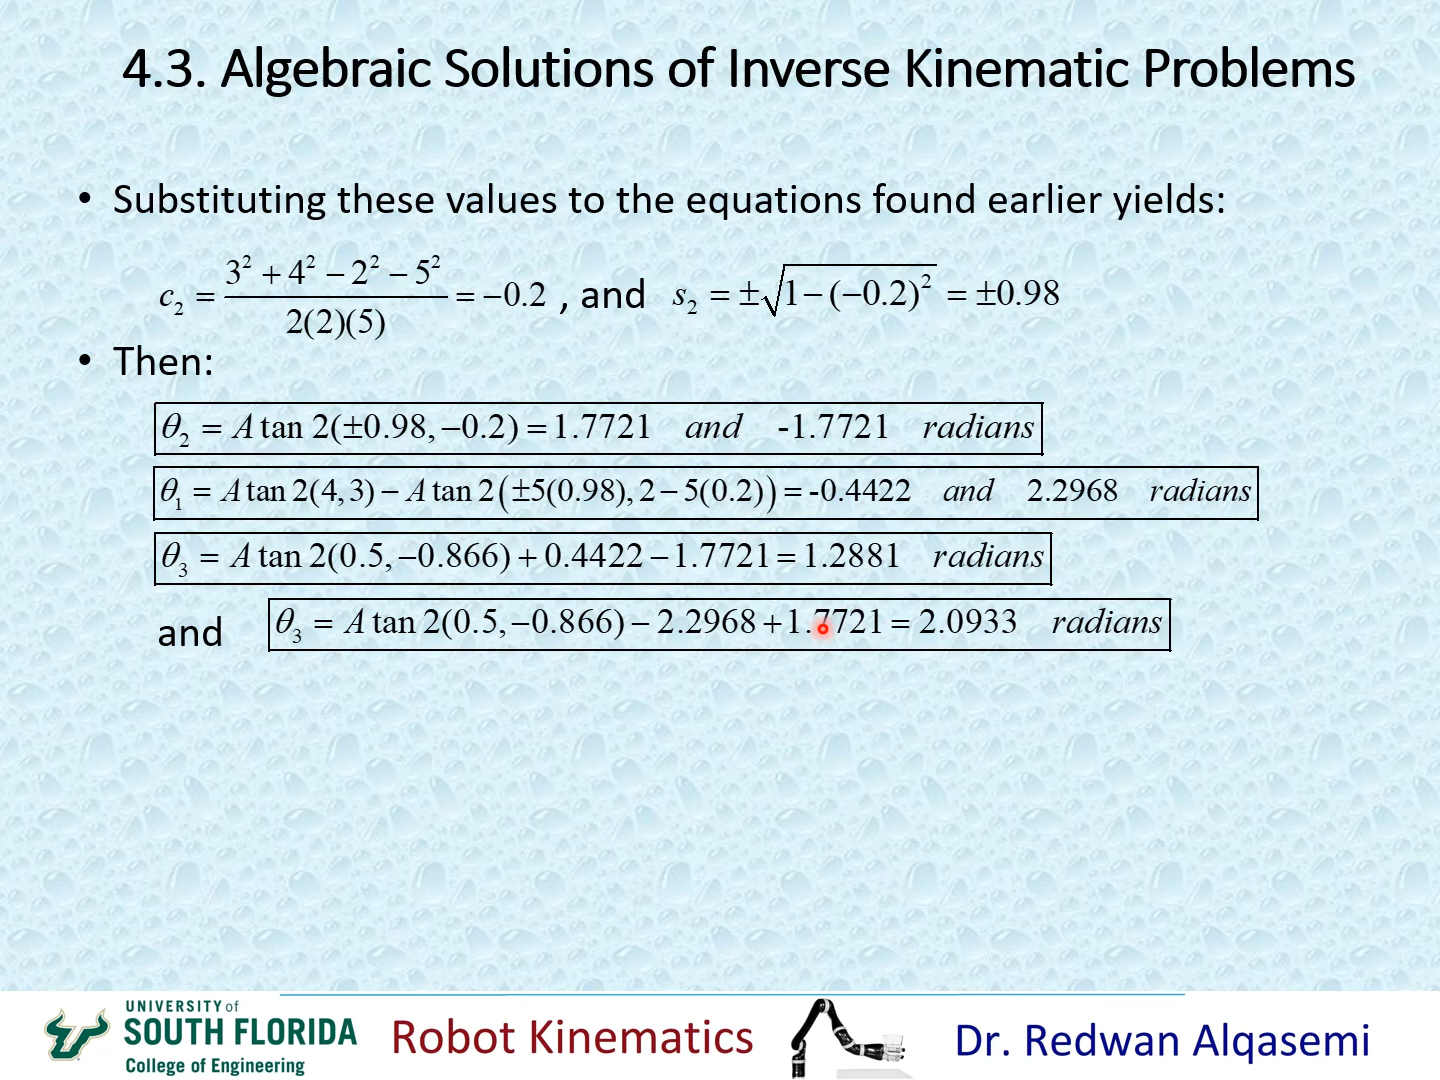 4.3. Algebraic Solutions of Inverse Kinematic Problems
• Substituting these values to the equations found earlier yields:
c₂ = (3² + 4² − 2² − 5²) / (2(2)(5)) = −0.2 , and s₂ = ±√(1 − (−0.2)²) = ±0.98
• Then:
θ₂ = A tan 2(±0.98, −0.2) = 1.7721 and -1.7721 radians
θ₁ = A tan 2(4, 3) − A tan 2(±5(0.98), 2 − 5(0.2)) = -0.4422 and 2.2968 radians
θ₃ = A tan 2(0.5, −0.866) + 0.4422 − 1.7721 = 1.2881 radians
and θ₃ = A tan 2(0.5, −0.866) − 2.2968 + 1.7721 = 2.0933 radians
UNIVERSITY of
SOUTH FLORIDA
College of Engineering
Robot Kinematics
Dr. Redwan Alqasemi